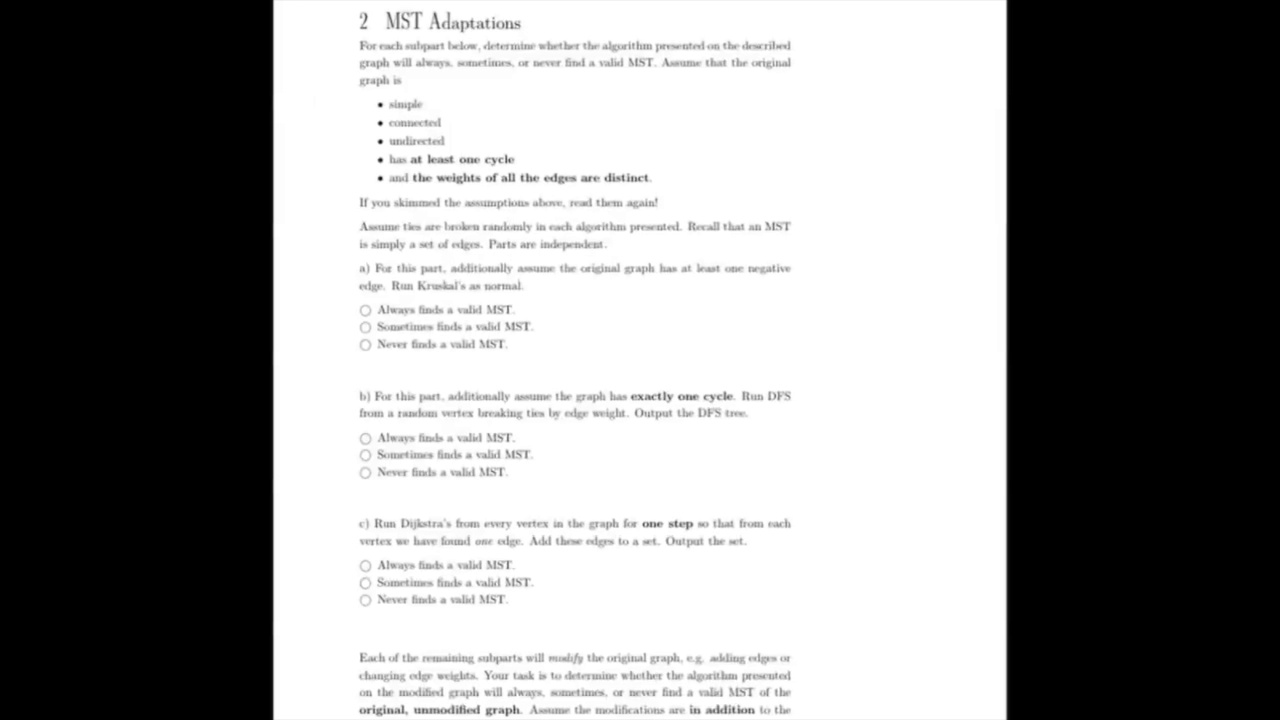 2 MST Adaptations
For each subpart below, determine whether the algorithm presented on the described
graph will always, sometimes, or never find a valid MST. Assume that the original
graph is
• simple
• connected
• undirected
• has at least one cycle
• and the weights of all the edges are distinct.
If you skimmed the assumptions above, read them again!
Assume ties are broken randomly in each algorithm presented. Recall that an MST
is simply a set of edges. Parts are independent.
a) For this part, additionally assume the original graph has at least one negative
edge. Run Kruskal's as normal.
○ Always finds a valid MST.
○ Sometimes finds a valid MST.
○ Never finds a valid MST.
b) For this part, additionally assume the graph has exactly one cycle. Run DFS
from a random vertex breaking ties by edge weight. Output the DFS tree.
○ Always finds a valid MST.
○ Sometimes finds a valid MST.
○ Never finds a valid MST.
c) Run Dijkstra's from every vertex in the graph for one step so that from each
vertex we have found one edge. Add these edges to a set. Output the set.
○ Always finds a valid MST.
○ Sometimes finds a valid MST.
○ Never finds a valid MST.
Each of the remaining subparts will modify the original graph, e.g. adding edges or
changing edge weights. Your task is to determine whether the algorithm presented
on the modified graph will always, sometimes, or never find a valid MST of the
original, unmodified graph. Assume the modifications are in addition to the